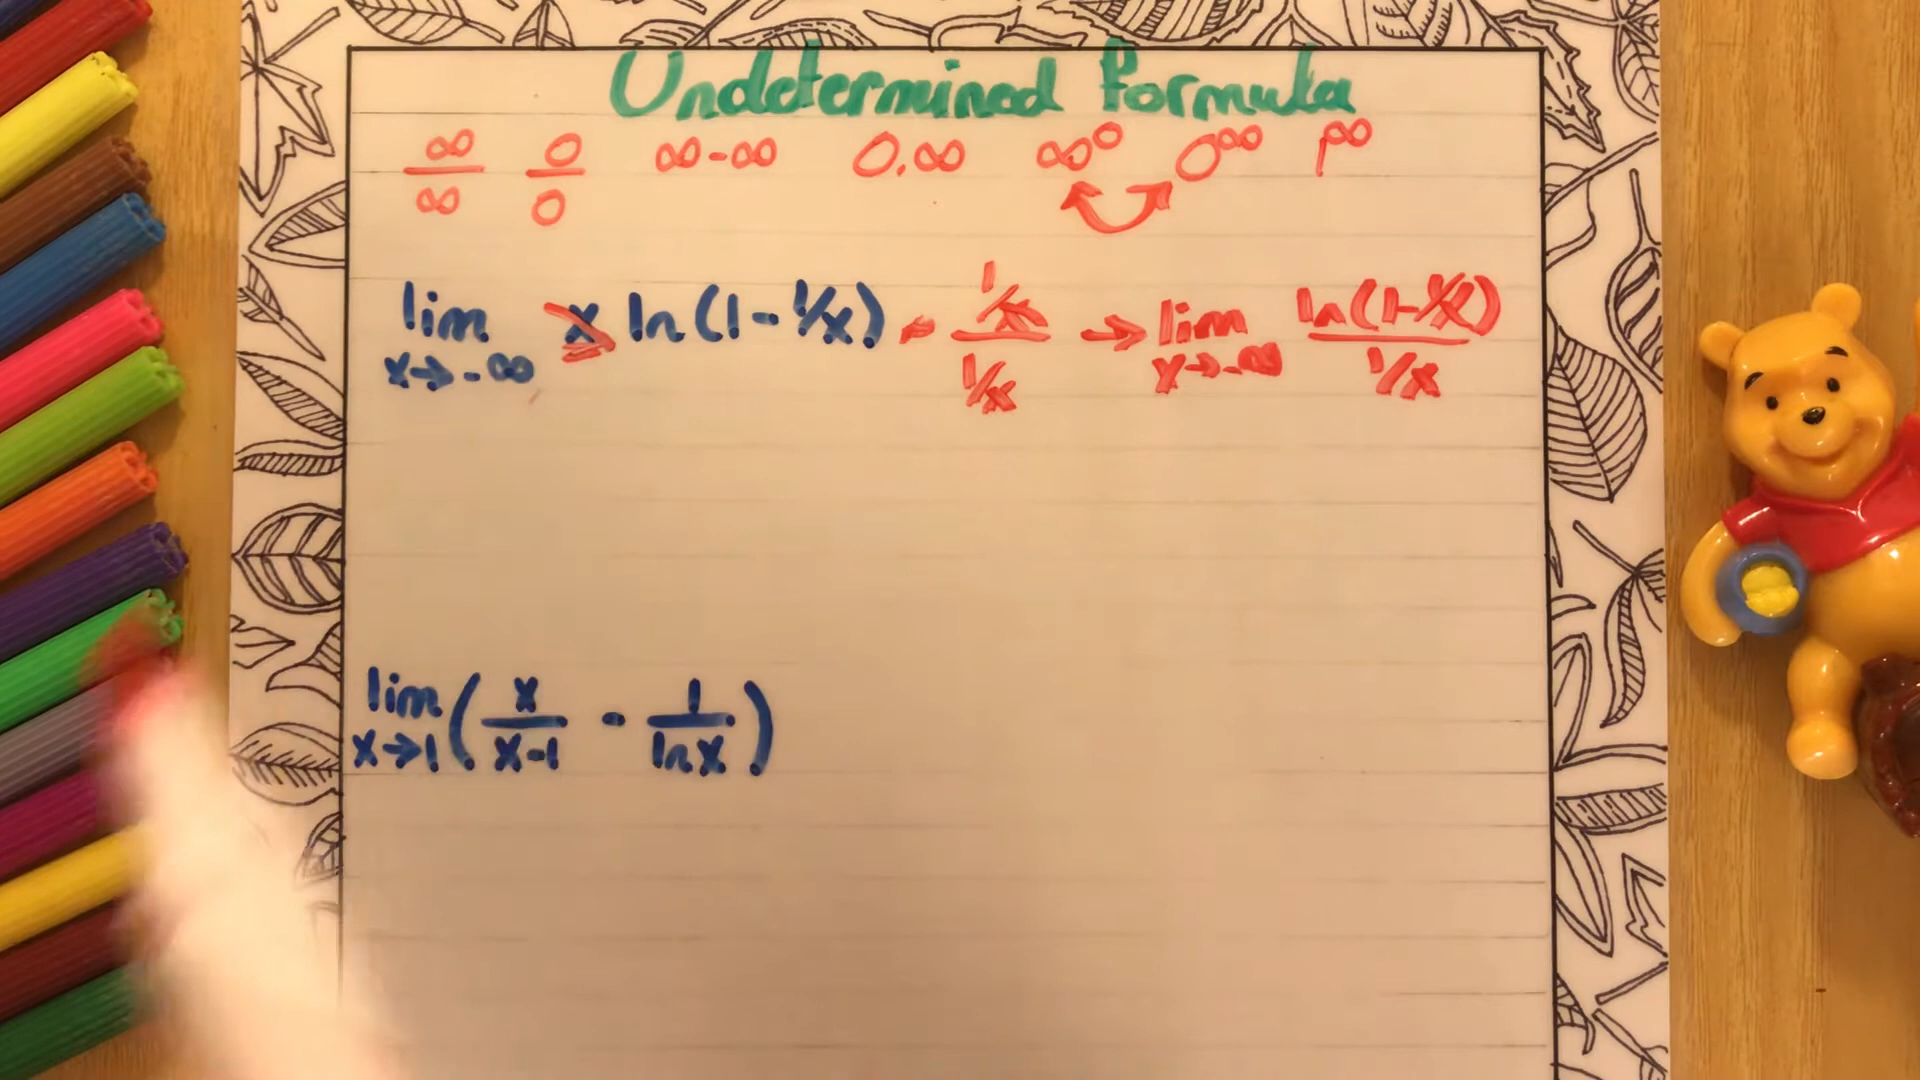 Undetermined Formula
∞/∞ 0/0 ∞-∞ 0.∞ ∞⁰ 0^∞ 1^∞
lim x→-∞ x ln(1-1/x) · (1/x)/(1/x) → lim x→-∞ ln(1-1/x)/(1/x)
lim x→1 (x/(x-1) - 1/lnx)